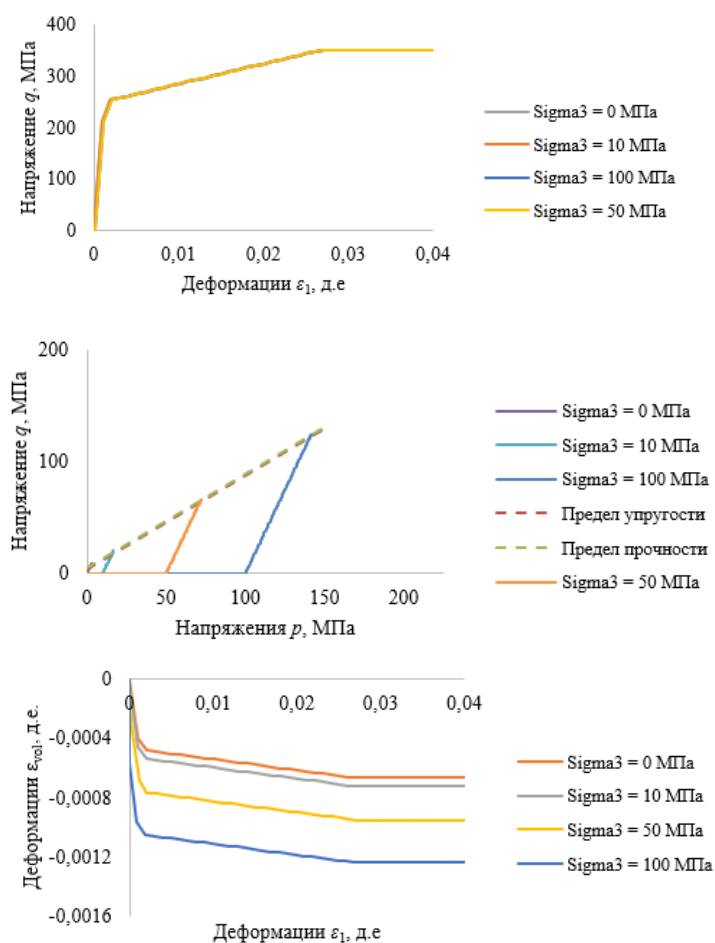 Напряжение q, МПа
400
300
200
100
0
0
0,01
0,02
0,03
0,04
Деформации ε₁, д.е
Sigma3 = 0 МПа
Sigma3 = 10 МПа
Sigma3 = 100 МПа
Sigma3 = 50 МПа
Напряжение q, МПа
200
100
0
0
50
100
150
200
Напряжения p, МПа
Sigma3 = 0 МПа
Sigma3 = 10 МПа
Sigma3 = 100 МПа
Предел упругости
Предел прочности
Sigma3 = 50 МПа
Деформации εvol, д.е.
0
-0,0004
-0,0008
-0,0012
-0,0016
0
0,01
0,02
0,03
0,04
Деформации ε₁, д.е
Sigma3 = 0 МПа
Sigma3 = 10 МПа
Sigma3 = 50 МПа
Sigma3 = 100 МПа